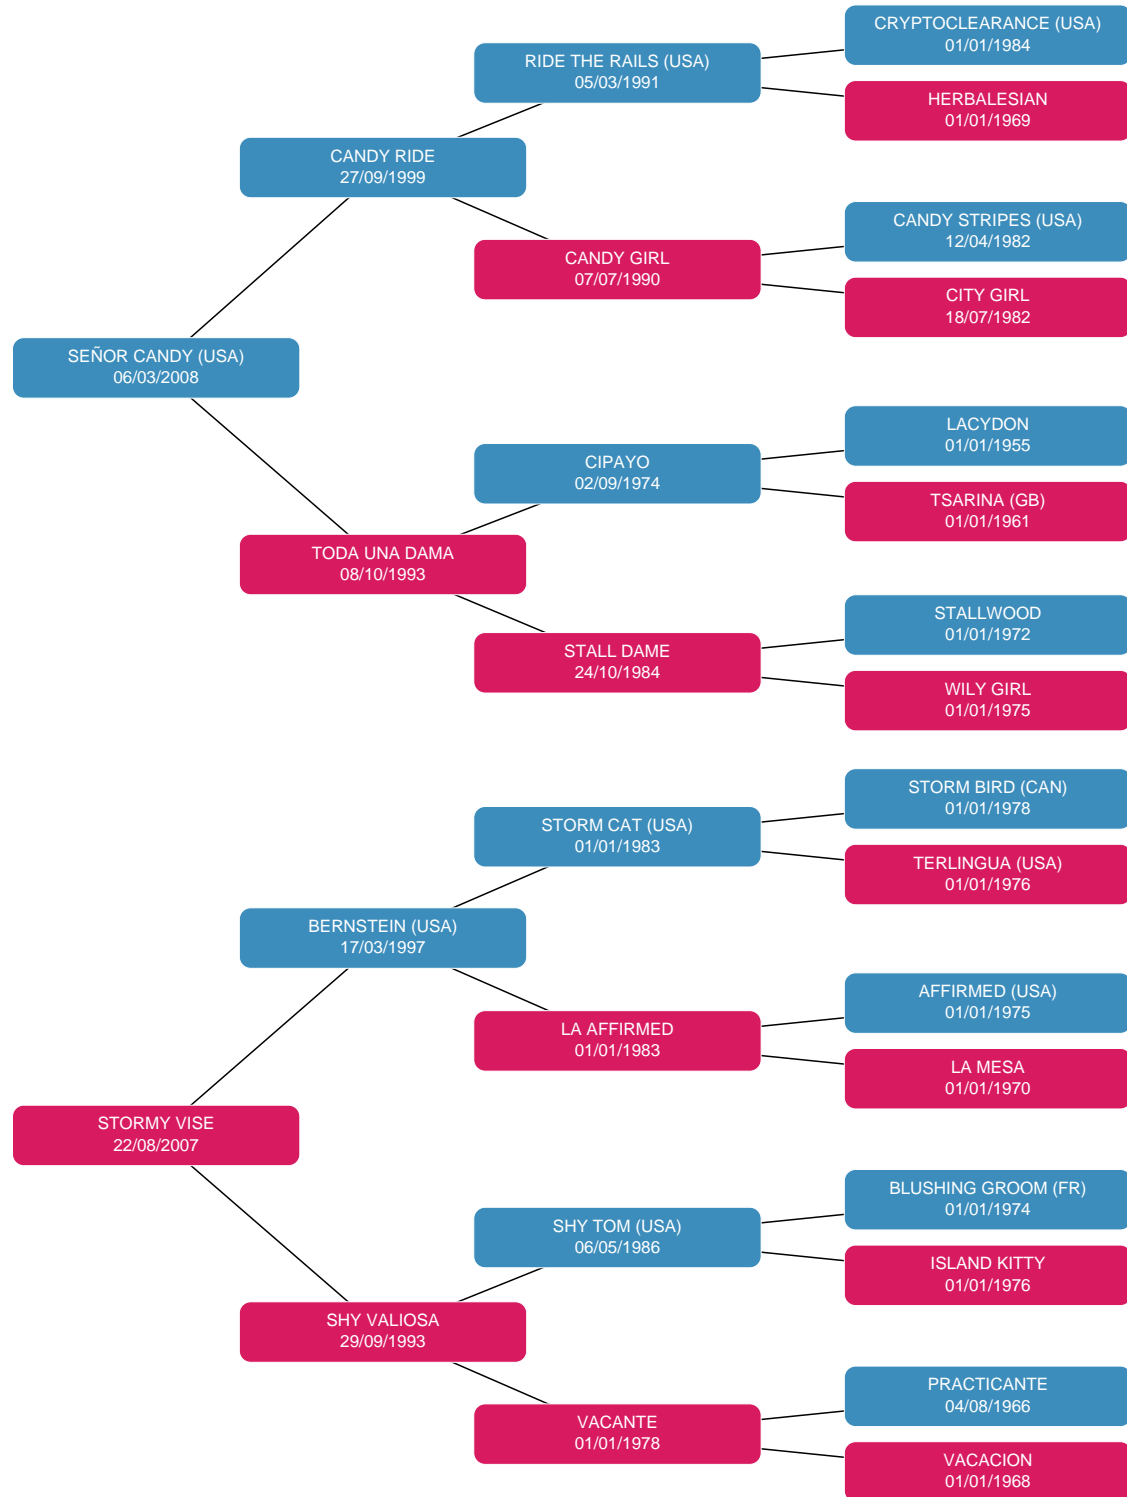 CRYPTOCLEARANCE (USA)
01/01/1984
RIDE THE RAILS (USA)
05/03/1991
HERBALESIAN
01/01/1969
CANDY RIDE
27/09/1999
CANDY STRIPES (USA)
12/04/1982
CANDY GIRL
07/07/1990
CITY GIRL
18/07/1982
SEÑOR CANDY (USA)
06/03/2008
LACYDON
01/01/1955
CIPAYO
02/09/1974
TSARINA (GB)
01/01/1961
TODA UNA DAMA
08/10/1993
STALLWOOD
01/01/1972
STALL DAME
24/10/1984
WILY GIRL
01/01/1975
STORM BIRD (CAN)
01/01/1978
STORM CAT (USA)
01/01/1983
TERLINGUA (USA)
01/01/1976
BERNSTEIN (USA)
17/03/1997
AFFIRMED (USA)
01/01/1975
LA AFFIRMED
01/01/1983
LA MESA
01/01/1970
STORMY VISE
22/08/2007
BLUSHING GROOM (FR)
01/01/1974
SHY TOM (USA)
06/05/1986
ISLAND KITTY
01/01/1976
SHY VALIOSA
29/09/1993
PRACTICANTE
04/08/1966
VACANTE
01/01/1978
VACACION
01/01/1968